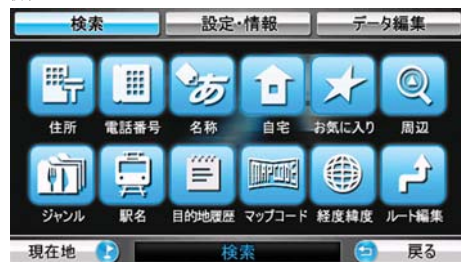 検索 設定・情報 データ編集
〒
あ
住所 電話番号 名称 自宅 お気に入り 周辺
MAPCODE
ジャンル 駅名 目的地履歴 マップコード 経度緯度 ルート編集
現在地 検索 戻る